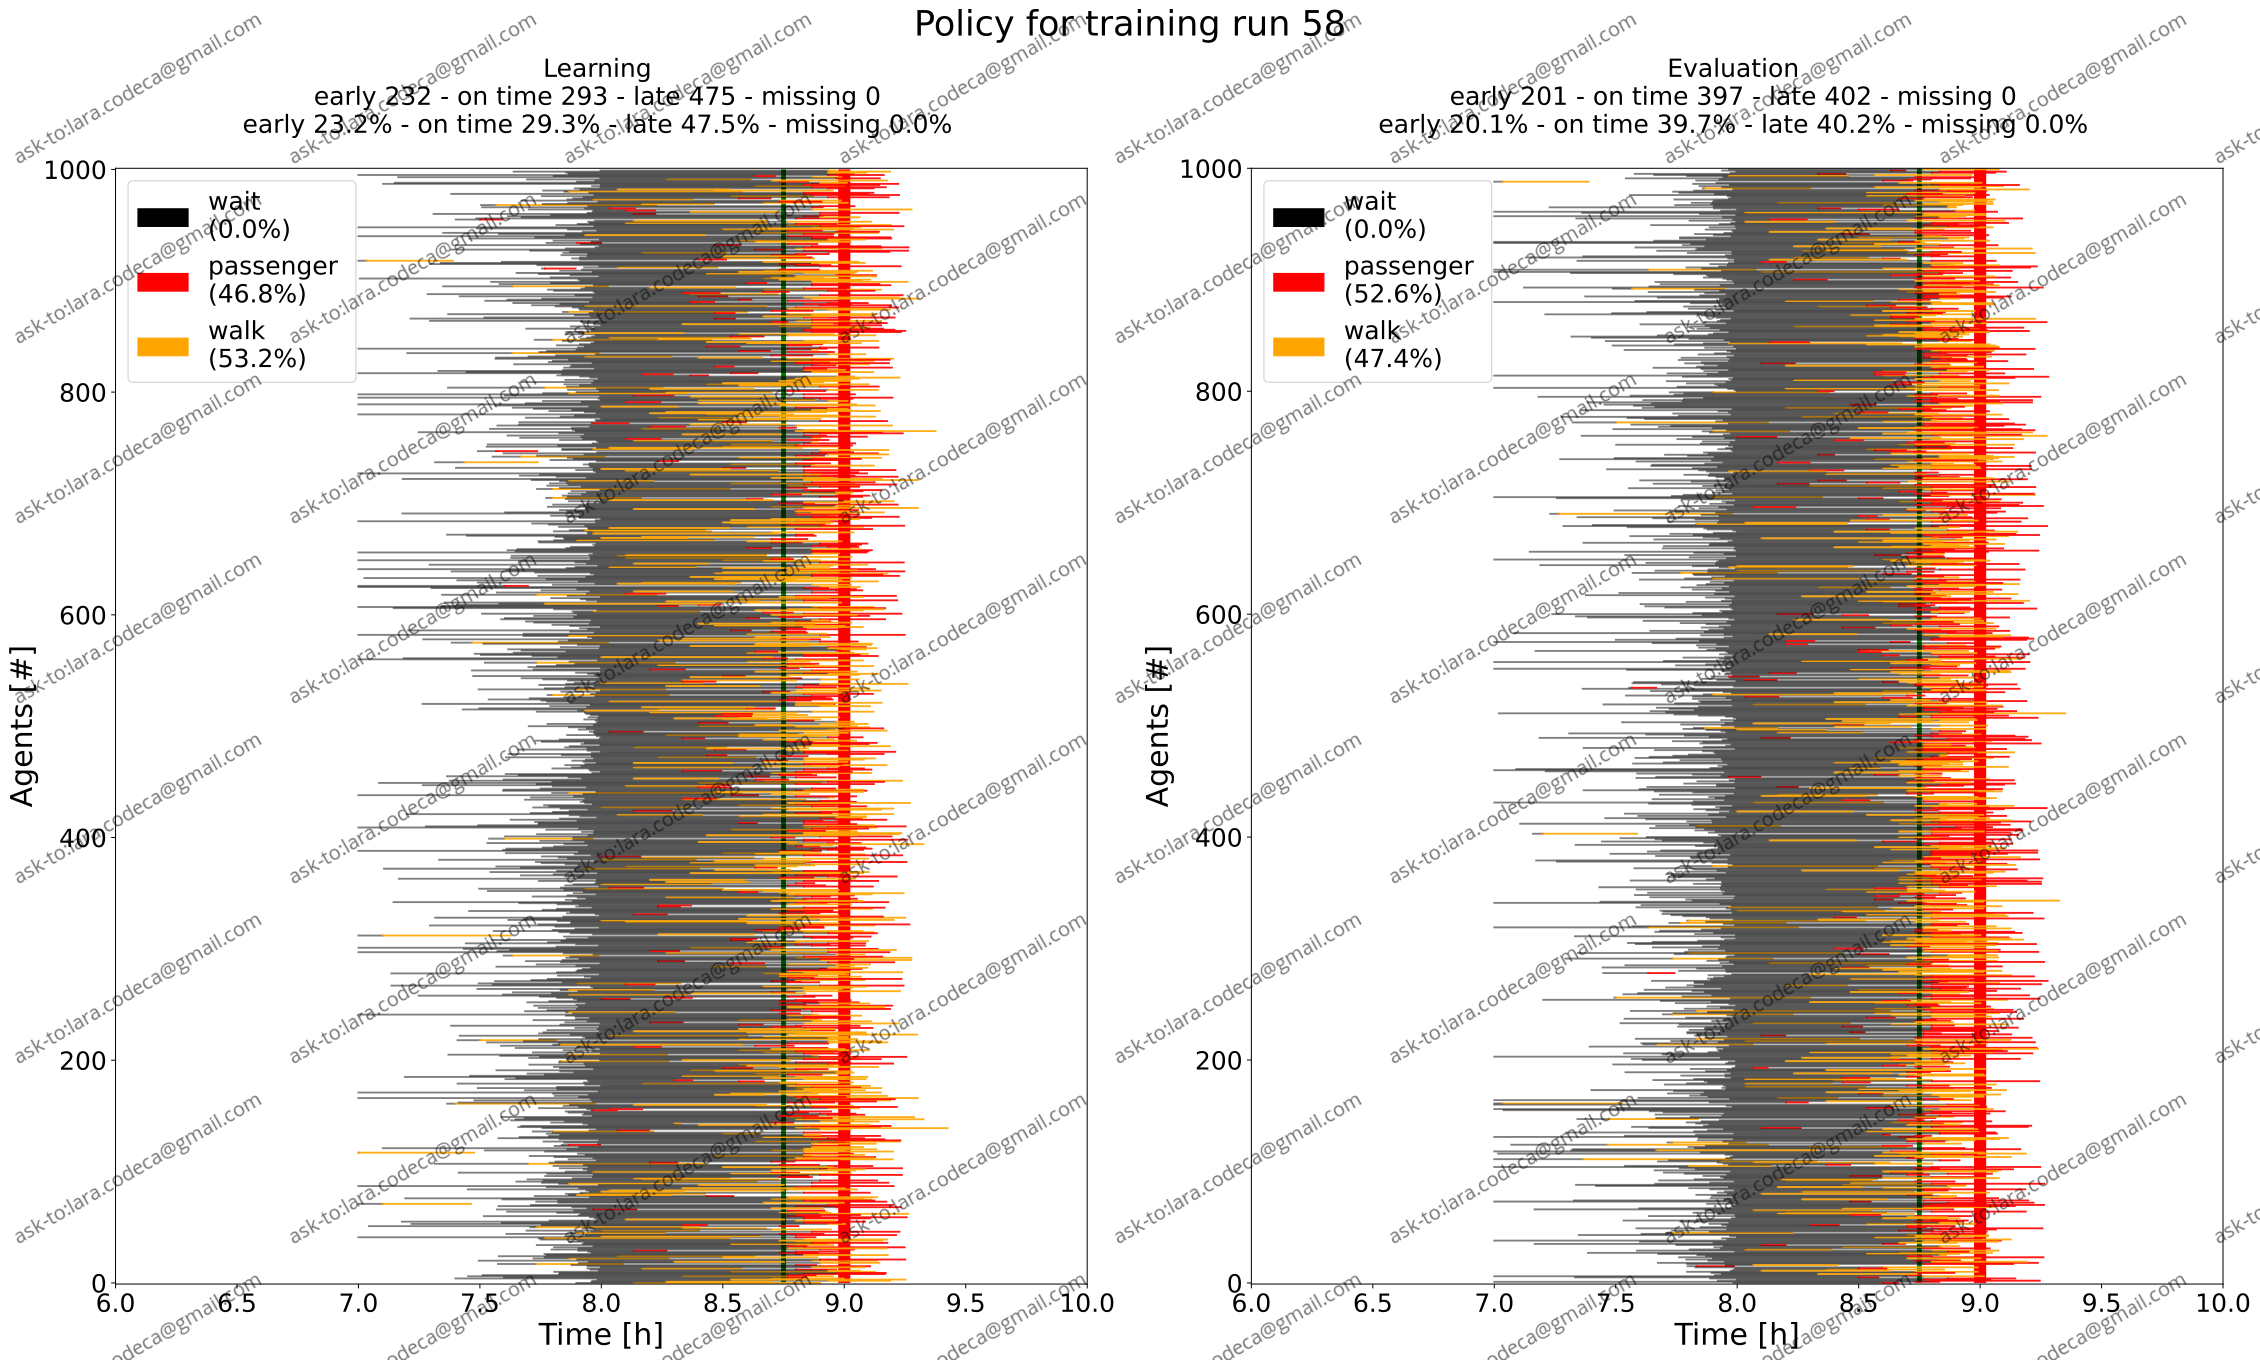 Policy for training run 58
Learning
early 232 - on time 293 - late 475 - missing 0
early 23.2% - on time 29.3% - late 47.5% - missing 0.0%
Evaluation
early 201 - on time 397 - late 402 - missing 0
early 20.1% - on time 39.7% - late 40.2% - missing 0.0%
wait
(0.0%)
passenger
(46.8%)
walk
(53.2%)
wait
(0.0%)
passenger
(52.6%)
walk
(47.4%)
Agents [#]
1000
800
600
400
200
0
6.0 6.5 7.0 7.5 8.0 8.5 9.0 9.5 10.0
Time [h]
Agents [#]
1000
800
600
400
200
0
6.0 6.5 7.0 7.5 8.0 8.5 9.0 9.5 10.0
Time [h]
ask-to:lara.codeca@gmail.com